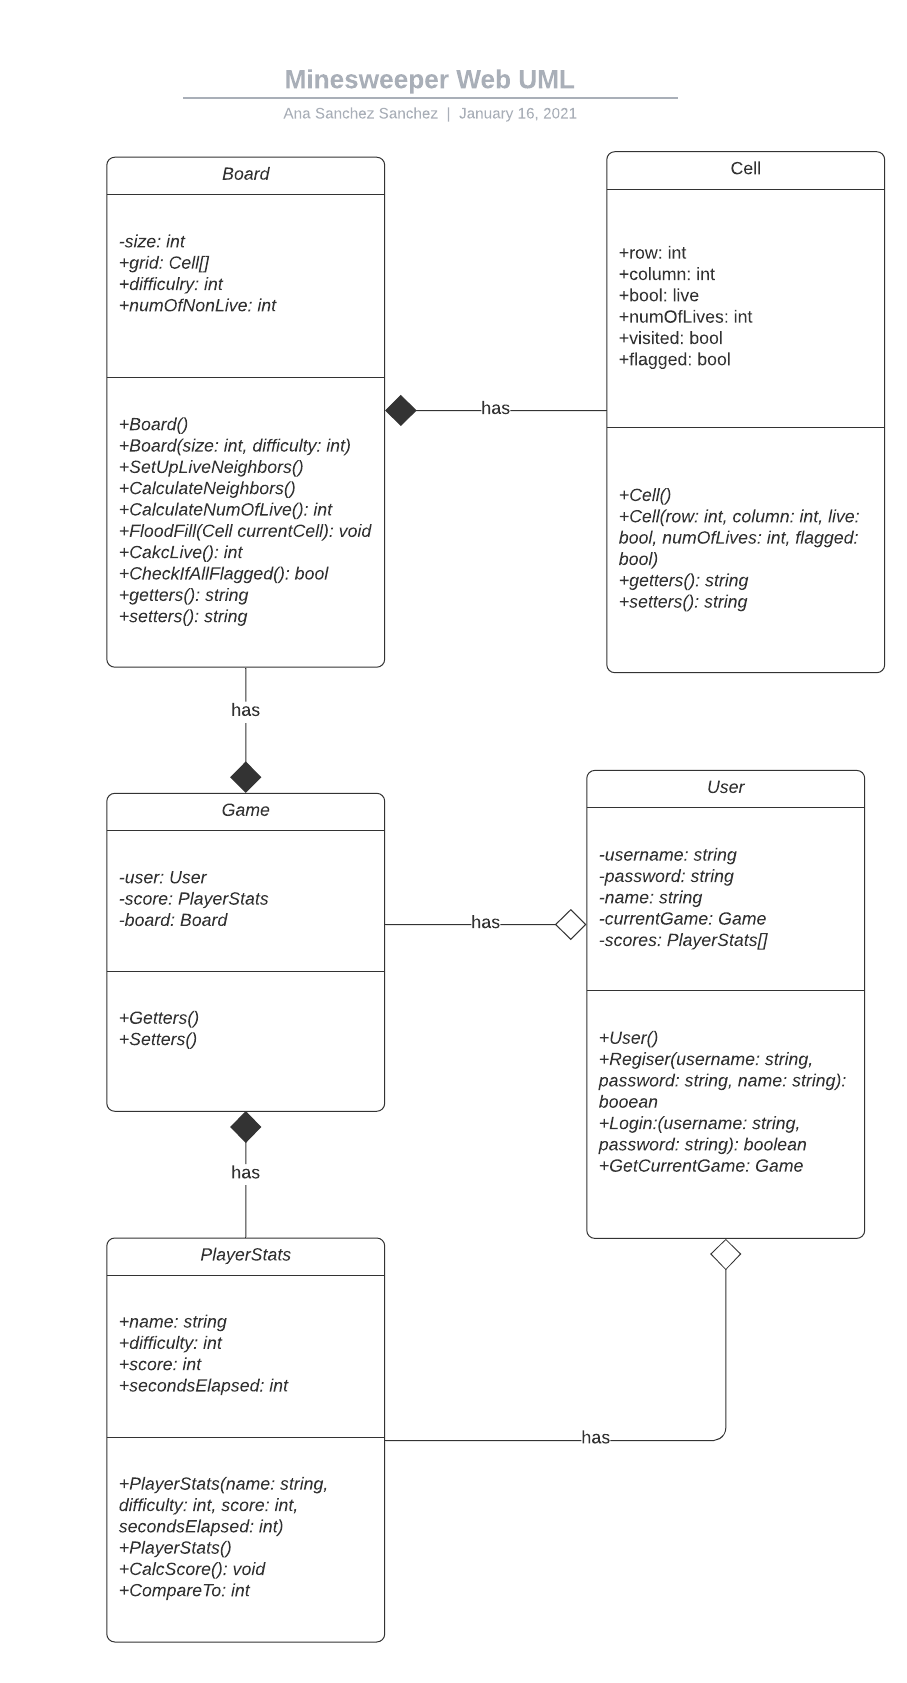 Minesweeper Web UML
Ana Sanchez Sanchez | January 16, 2021
Board
-size: int
+grid: Cell[]
+difficulry: int
+numOfNonLive: int
+Board()
+Board(size: int, difficulty: int)
+SetUpLiveNeighbors()
+CalculateNeighbors()
+CalculateNumOfLive(): int
+FloodFill(Cell currentCell): void
+CakcLive(): int
+CheckIfAllFlagged(): bool
+getters(): string
+setters(): string
has
Cell
+row: int
+column: int
+bool: live
+numOfLives: int
+visited: bool
+flagged: bool
+Cell()
+Cell(row: int, column: int, live:
bool, numOfLives: int, flagged:
bool)
+getters(): string
+setters(): string
has
Game
-user: User
-score: PlayerStats
-board: Board
+Getters()
+Setters()
has
User
-username: string
-password: string
-name: string
-currentGame: Game
-scores: PlayerStats[]
+User()
+Regiser(username: string,
password: string, name: string):
booean
+Login:(username: string,
password: string): boolean
+GetCurrentGame: Game
has
PlayerStats
+name: string
+difficulty: int
+score: int
+secondsElapsed: int
+PlayerStats(name: string,
difficulty: int, score: int,
secondsElapsed: int)
+PlayerStats()
+CalcScore(): void
+CompareTo: int
has